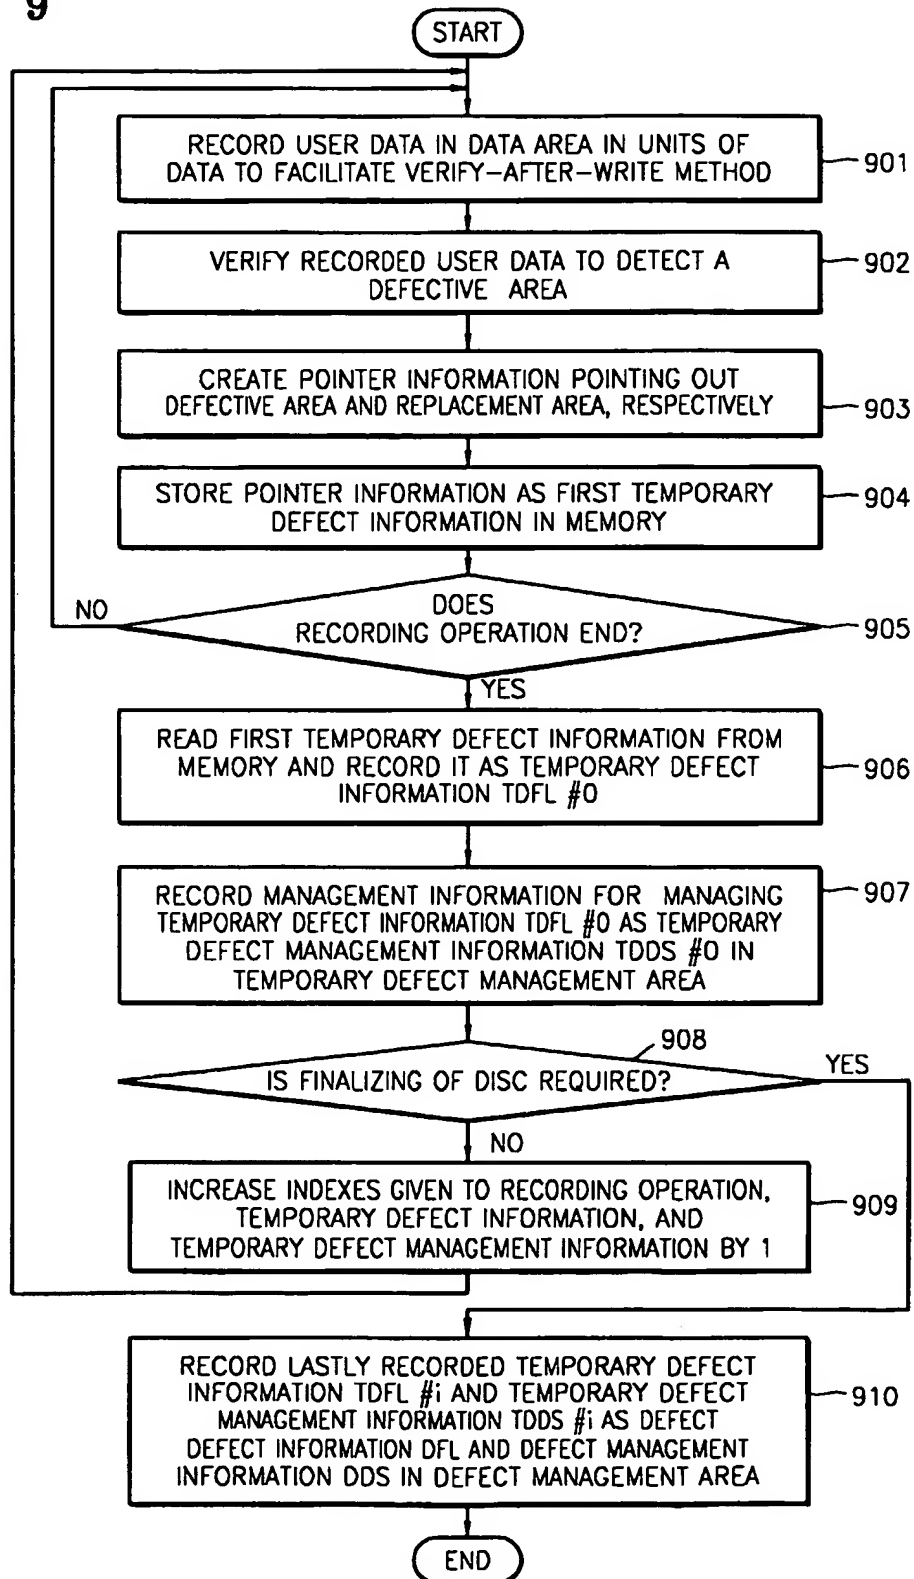 9
START
RECORD USER DATA IN DATA AREA IN UNITS OF
DATA TO FACILITATE VERIFY-AFTER-WRITE METHOD
901
VERIFY RECORDED USER DATA TO DETECT A
DEFECTIVE AREA
902
CREATE POINTER INFORMATION POINTING OUT
DEFECTIVE AREA AND REPLACEMENT AREA, RESPECTIVELY
903
STORE POINTER INFORMATION AS FIRST TEMPORARY
DEFECT INFORMATION IN MEMORY
904
NO
DOES
RECORDING OPERATION END?
905
YES
READ FIRST TEMPORARY DEFECT INFORMATION FROM
MEMORY AND RECORD IT AS TEMPORARY DEFECT
INFORMATION TDFL #0
906
RECORD MANAGEMENT INFORMATION FOR MANAGING
TEMPORARY DEFECT INFORMATION TDFL #0 AS TEMPORARY
DEFECT MANAGEMENT INFORMATION TDDS #0 IN
TEMPORARY DEFECT MANAGEMENT AREA
907
908
IS FINALIZING OF DISC REQUIRED?
YES
NO
INCREASE INDEXES GIVEN TO RECORDING OPERATION,
TEMPORARY DEFECT INFORMATION, AND
TEMPORARY DEFECT MANAGEMENT INFORMATION BY 1
909
RECORD LASTLY RECORDED TEMPORARY DEFECT
INFORMATION TDFL #i AND TEMPORARY DEFECT
MANAGEMENT INFORMATION TDDS #i AS DEFECT
DEFECT INFORMATION DFL AND DEFECT MANAGEMENT
INFORMATION DDS IN DEFECT MANAGEMENT AREA
910
END